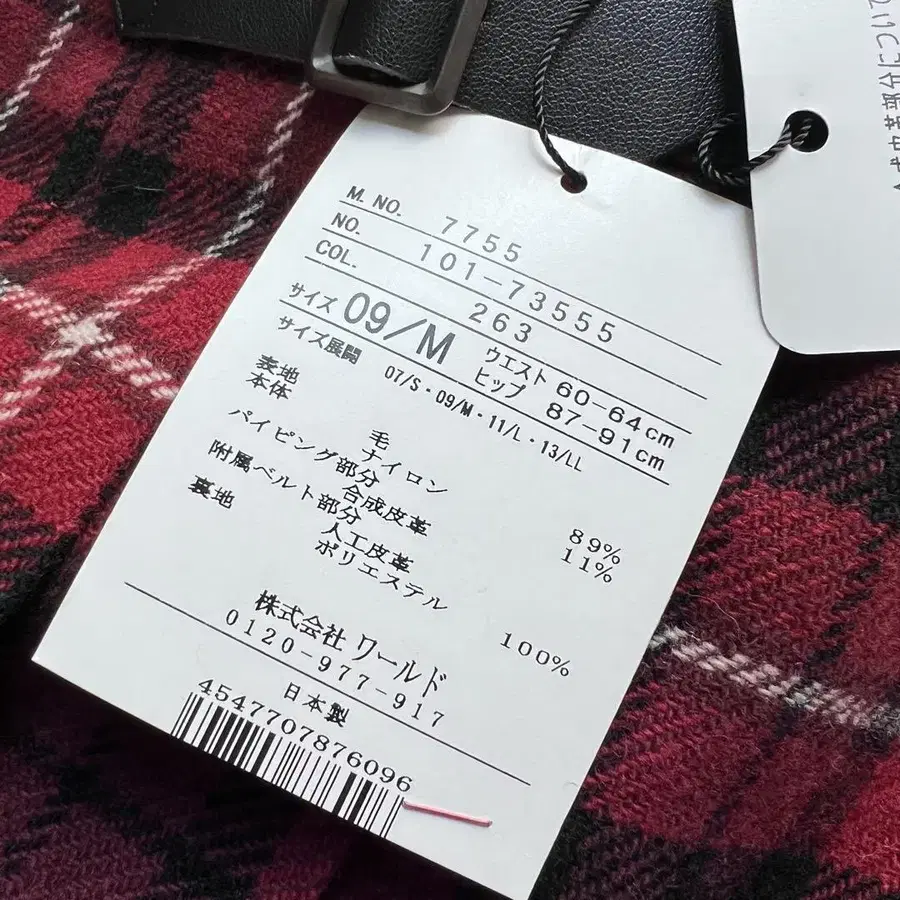 M. NO. 7755
NO. 101-73555
COL. 263
サイズ 09/M ウエスト 60-64cm
ヒップ 87-91cm
サイズ展開 07/S・09/M・11/L・13/LL
表地
本体
毛 89%
ナイロン 11%
パイピング部分
合成皮革
附属ベルト部分
人工皮革
裏地
ポリエステル 100%
株式会社 ワールド
0120-977-917
日本製
4547707876096